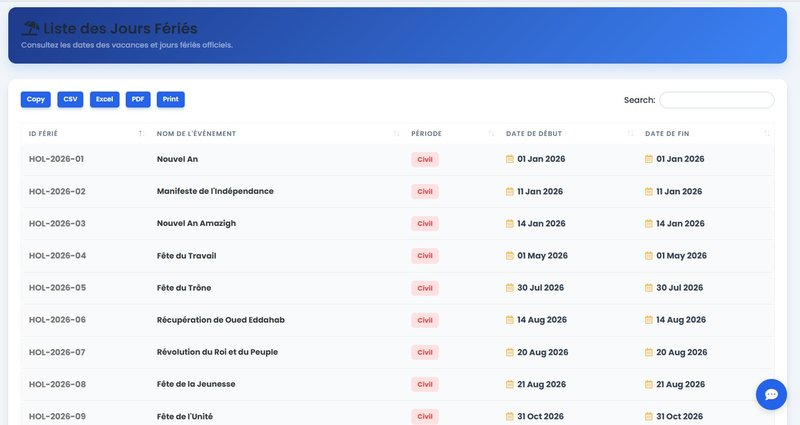 Liste des Jours Fériés
Consultez les dates des vacances et jours fériés officiels.
Copy CSV Excel PDF Print Search:
ID FÉRIÉ NOM DE L'ÉVÉNEMENT PÉRIODE DATE DE DÉBUT DATE DE FIN
HOL-2026-01 Nouvel An Civil 01 Jan 2026 01 Jan 2026
HOL-2026-02 Manifeste de l'Indépendance Civil 11 Jan 2026 11 Jan 2026
HOL-2026-03 Nouvel An Amazigh Civil 14 Jan 2026 14 Jan 2026
HOL-2026-04 Fête du Travail Civil 01 May 2026 01 May 2026
HOL-2026-05 Fête du Trône Civil 30 Jul 2026 30 Jul 2026
HOL-2026-06 Récupération de Oued Eddahab Civil 14 Aug 2026 14 Aug 2026
HOL-2026-07 Révolution du Roi et du Peuple Civil 20 Aug 2026 20 Aug 2026
HOL-2026-08 Fête de la Jeunesse Civil 21 Aug 2026 21 Aug 2026
HOL-2026-09 Fête de l'Unité Civil 31 Oct 2026 31 Oct 2026